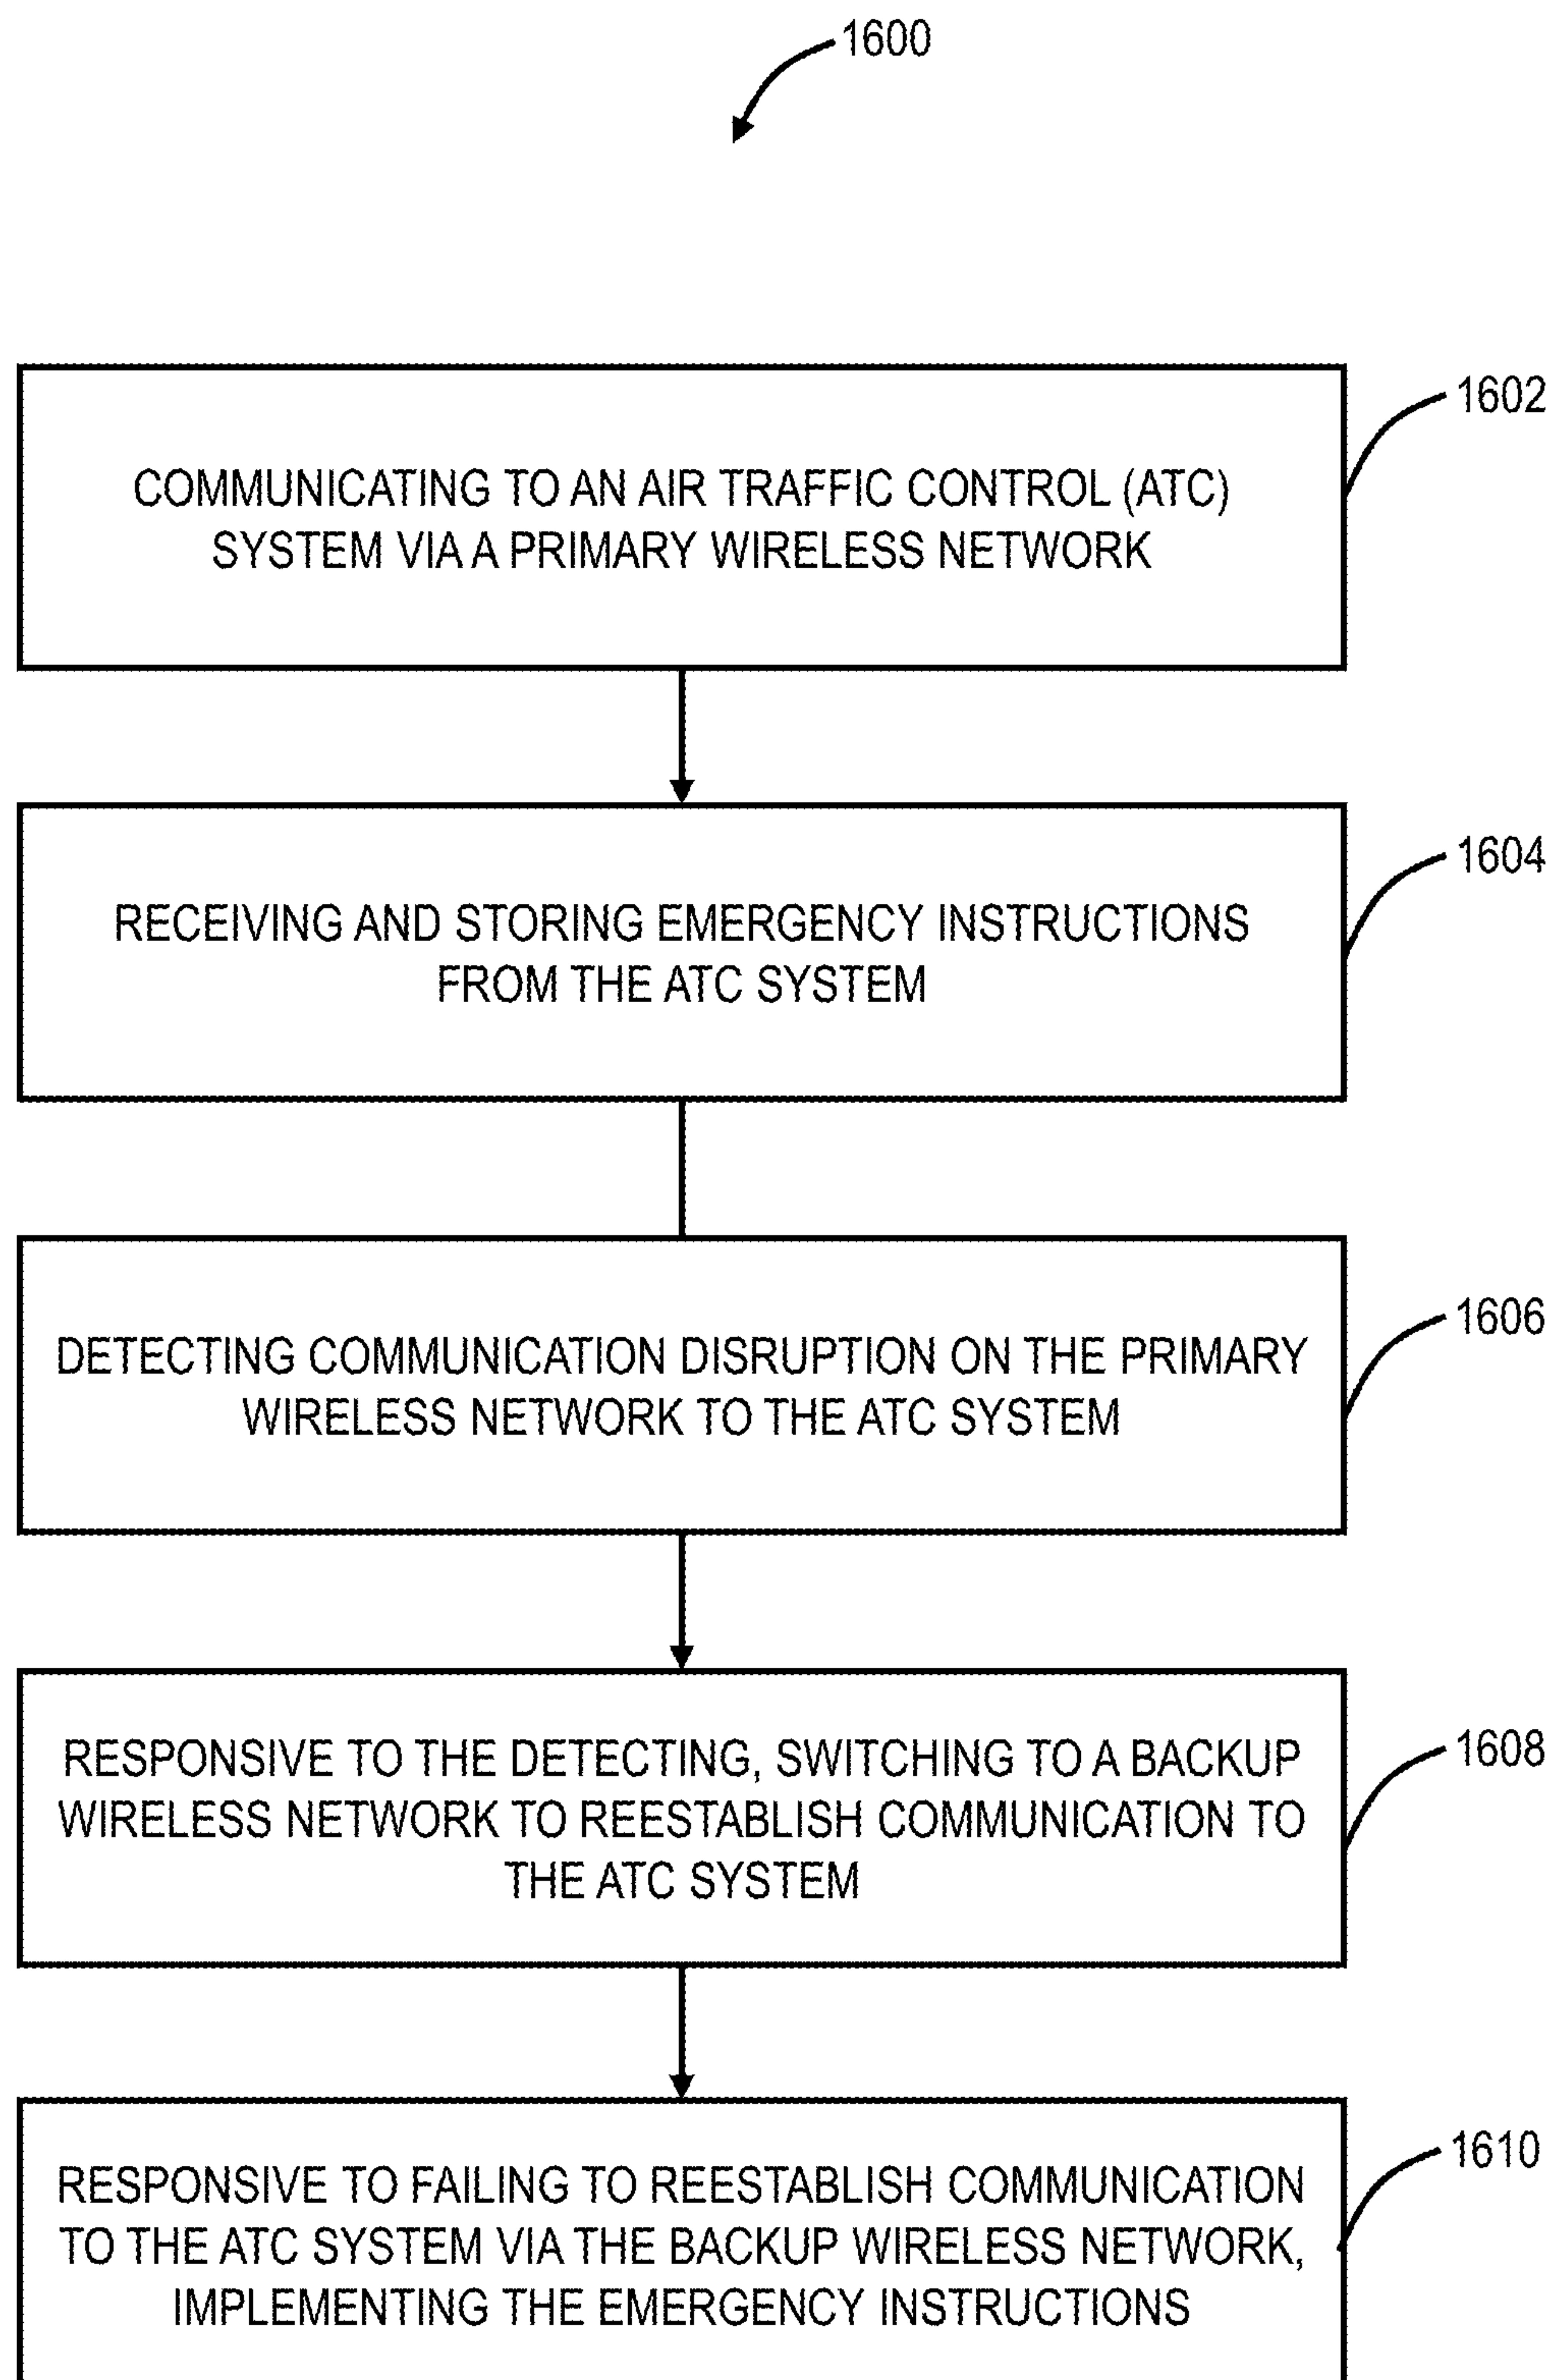 1600
1602
COMMUNICATING TO AN AIR TRAFFIC CONTROL (ATC)
SYSTEM VIA A PRIMARY WIRELESS NETWORK
1604
RECEIVING AND STORING EMERGENCY INSTRUCTIONS
FROM THE ATC SYSTEM
1606
DETECTING COMMUNICATION DISRUPTION ON THE PRIMARY
WIRELESS NETWORK TO THE ATC SYSTEM
1608
RESPONSIVE TO THE DETECTING, SWITCHING TO A BACKUP
WIRELESS NETWORK TO REESTABLISH COMMUNICATION TO
THE ATC SYSTEM
1610
RESPONSIVE TO FAILING TO REESTABLISH COMMUNICATION
TO THE ATC SYSTEM VIA THE BACKUP WIRELESS NETWORK,
IMPLEMENTING THE EMERGENCY INSTRUCTIONS